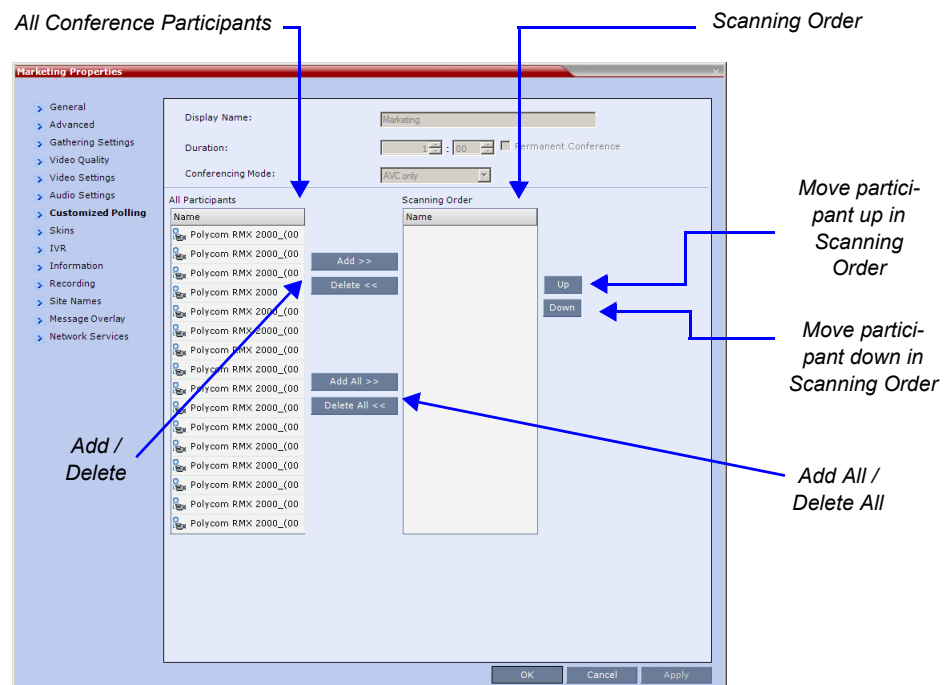 All Conference Participants
Scanning Order
Marketing Properties
General
Advanced
Gathering Settings
Video Quality
Video Settings
Audio Settings
Customized Polling
Skins
IVR
Information
Recording
Site Names
Message Overlay
Network Services
Display Name:
Marketing
Duration:
1 : 00
Permanent Conference
Conferencing Mode:
AVC only
All Participants
Name
Polycom RMX 2000_(00
Polycom RMX 2000_(00
Polycom RMX 2000_(00
Polycom RMX 2000
Polycom RMX 2000_(00
Polycom RMX 2000_(00
Polycom RMX 2000_(00
Polycom RMX 2000_(00
Polycom RMX 2000_(00
Polycom RMX 2000_(00
Polycom RMX 2000_(00
Polycom RMX 2000_(00
Polycom RMX 2000_(00
Polycom RMX 2000_(00
Polycom RMX 2000_(00
Polycom RMX 2000_(00
Add >>
Delete <<
Add All >>
Delete All <<
Scanning Order
Name
Up
Down
Move partici-
pant up in
Scanning
Order
Move partici-
pant down in
Scanning Order
Add /
Delete
Add All /
Delete All
OK
Cancel
Apply